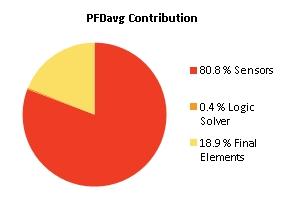 PFDavg Contribution
80.8 % Sensors
0.4 % Logic
Solver
18.9 % Final
Elements